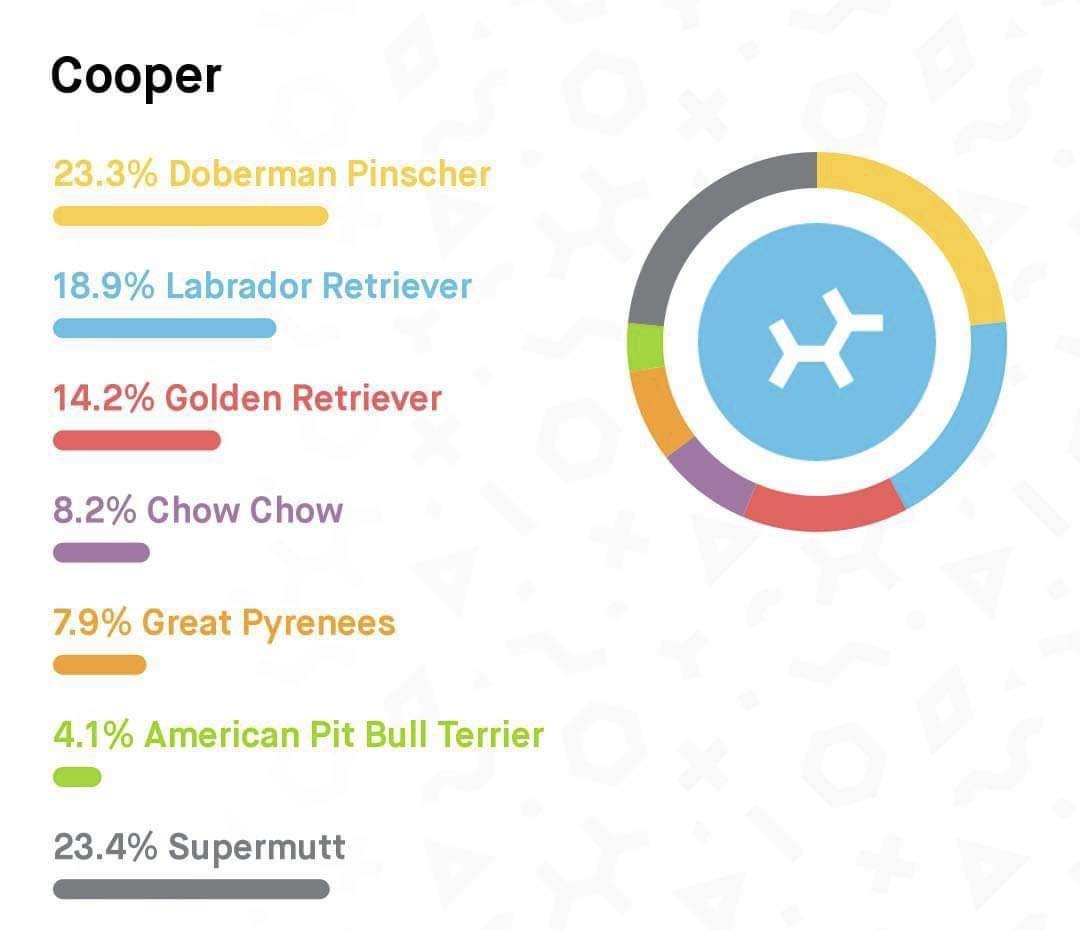 Cooper
23.3% Doberman Pinscher
18.9% Labrador Retriever
14.2% Golden Retriever
8.2% Chow Chow
7.9% Great Pyrenees
4.1% American Pit Bull Terrier
23.4% Supermutt